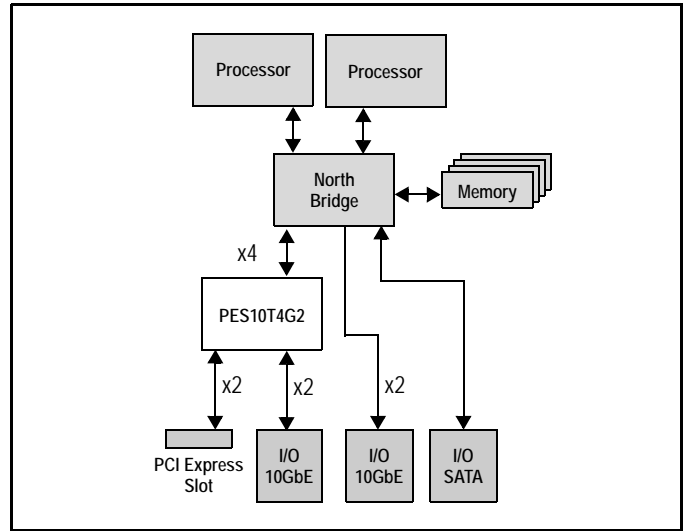 Processor
Processor
North
Bridge
Memory
x4
PES10T4G2
x2
x2
x2
PCI Express
Slot
I/O
10GbE
I/O
10GbE
I/O
SATA